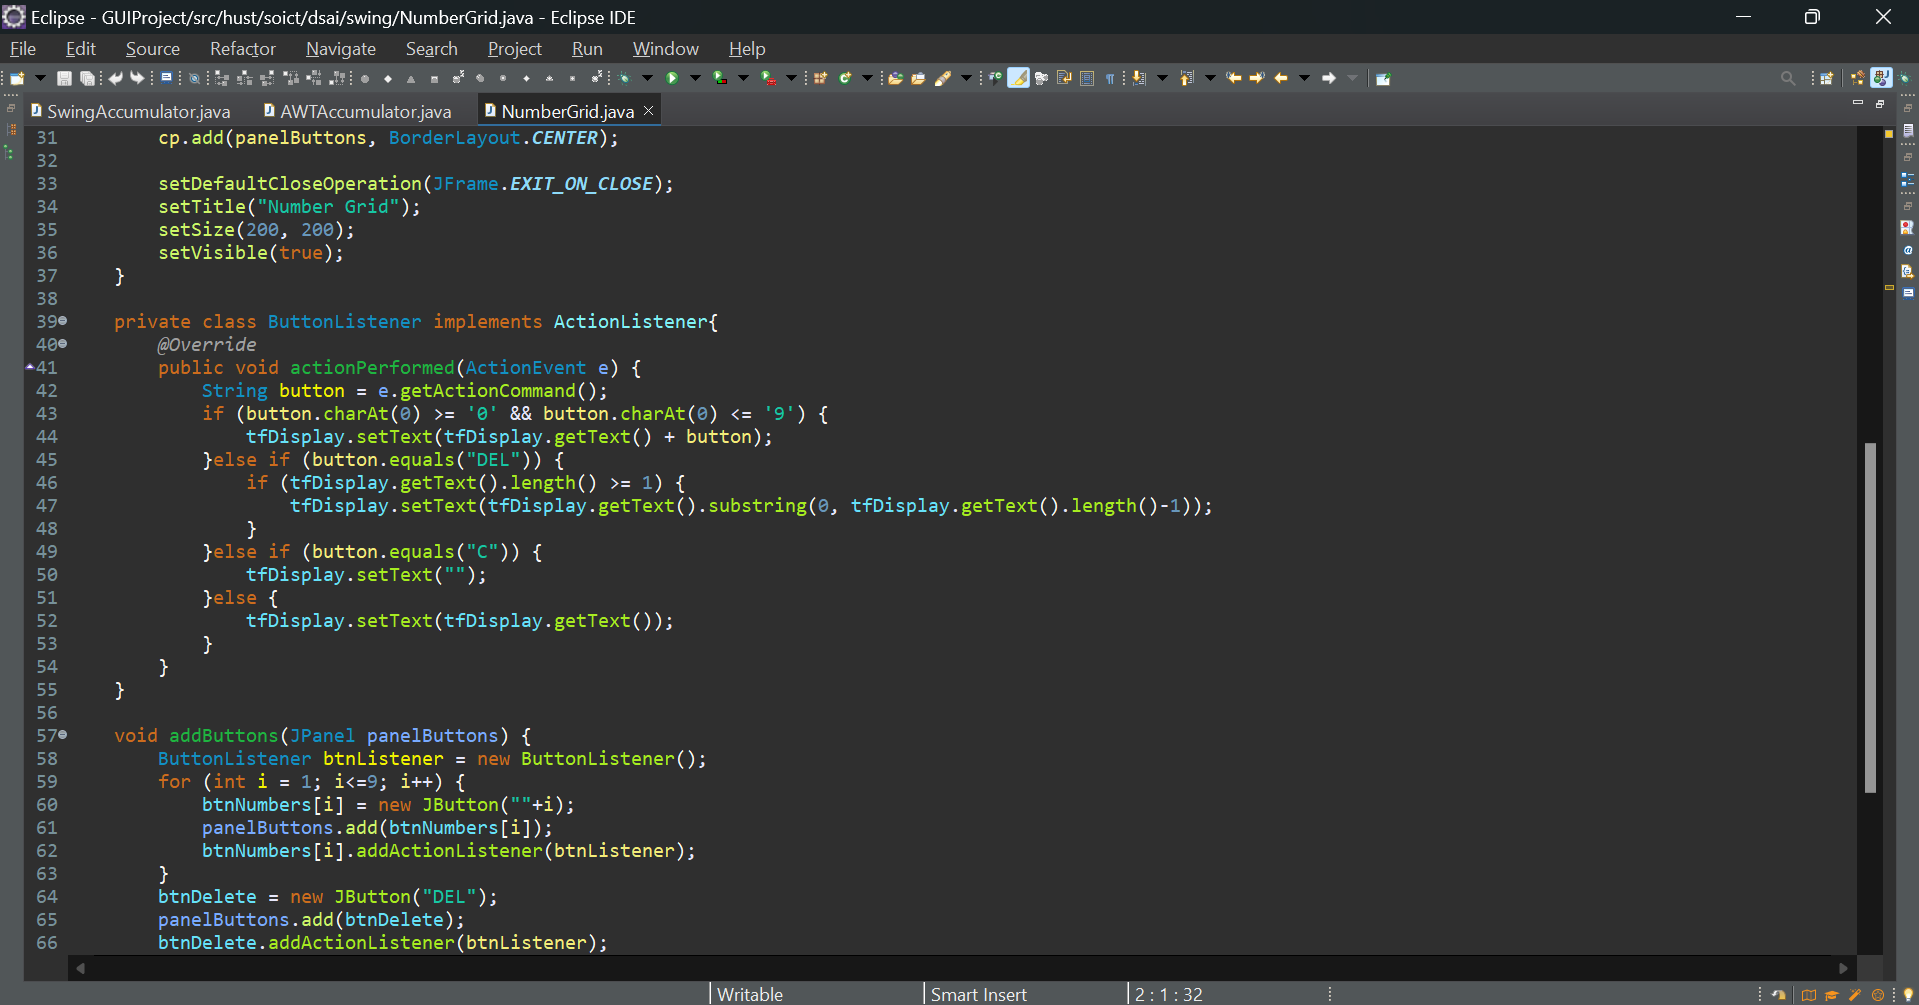 Eclipse - GUIProject/src/hust/soict/dsai/swing/NumberGrid.java - Eclipse IDE
File Edit Source Refactor Navigate Search Project Run Window Help
SwingAccumulator.java AWTAccumulator.java NumberGrid.java
31 cp.add(panelButtons, BorderLayout.CENTER);
32
33 setDefaultCloseOperation(JFrame.EXIT_ON_CLOSE);
34 setTitle("Number Grid");
35 setSize(200, 200);
36 setVisible(true);
37 }
38
39 private class ButtonListener implements ActionListener{
40 @Override
41 public void actionPerformed(ActionEvent e) {
42 String button = e.getActionCommand();
43 if (button.charAt(0) >= '0' && button.charAt(0) <= '9') {
44 tfDisplay.setText(tfDisplay.getText() + button);
45 }else if (button.equals("DEL")) {
46 if (tfDisplay.getText().length() >= 1) {
47 tfDisplay.setText(tfDisplay.getText().substring(0, tfDisplay.getText().length()-1));
48 }
49 }else if (button.equals("C")) {
50 tfDisplay.setText("");
51 }else {
52 tfDisplay.setText(tfDisplay.getText());
53 }
54 }
55 }
56
57 void addButtons(JPanel panelButtons) {
58 ButtonListener btnListener = new ButtonListener();
59 for (int i = 1; i<=9; i++) {
60 btnNumbers[i] = new JButton(""+i);
61 panelButtons.add(btnNumbers[i]);
62 btnNumbers[i].addActionListener(btnListener);
63 }
64 btnDelete = new JButton("DEL");
65 panelButtons.add(btnDelete);
66 btnDelete.addActionListener(btnListener);
Writable Smart Insert 2 : 1 : 32